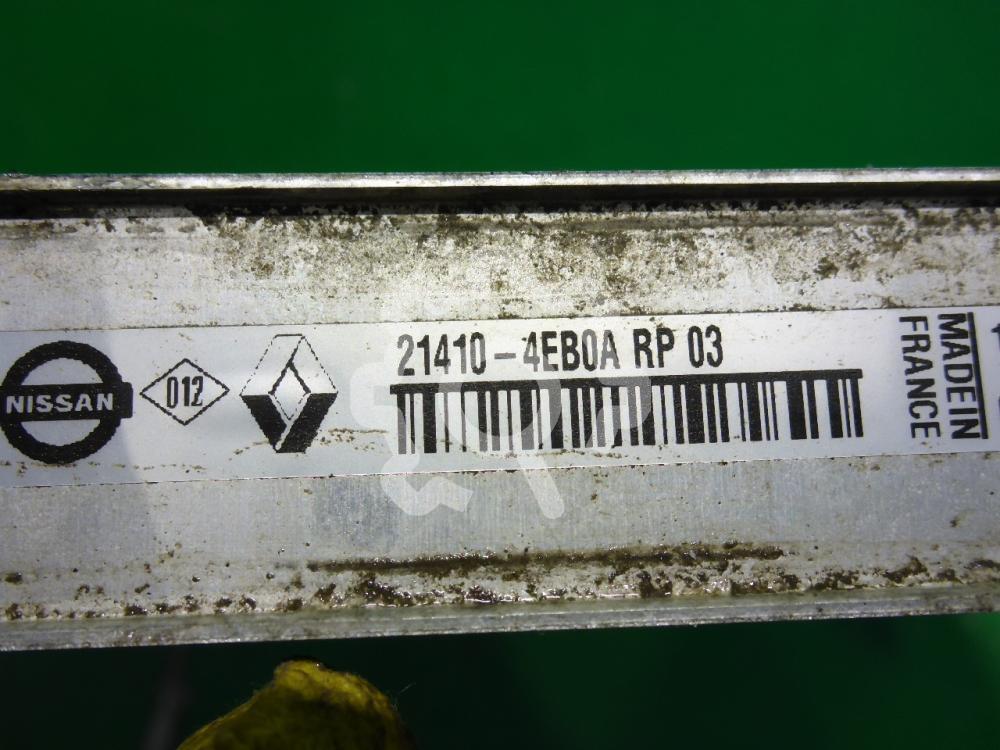 NISSAN
012
21410-4EB0A RP 03
MADE IN
FRANCE